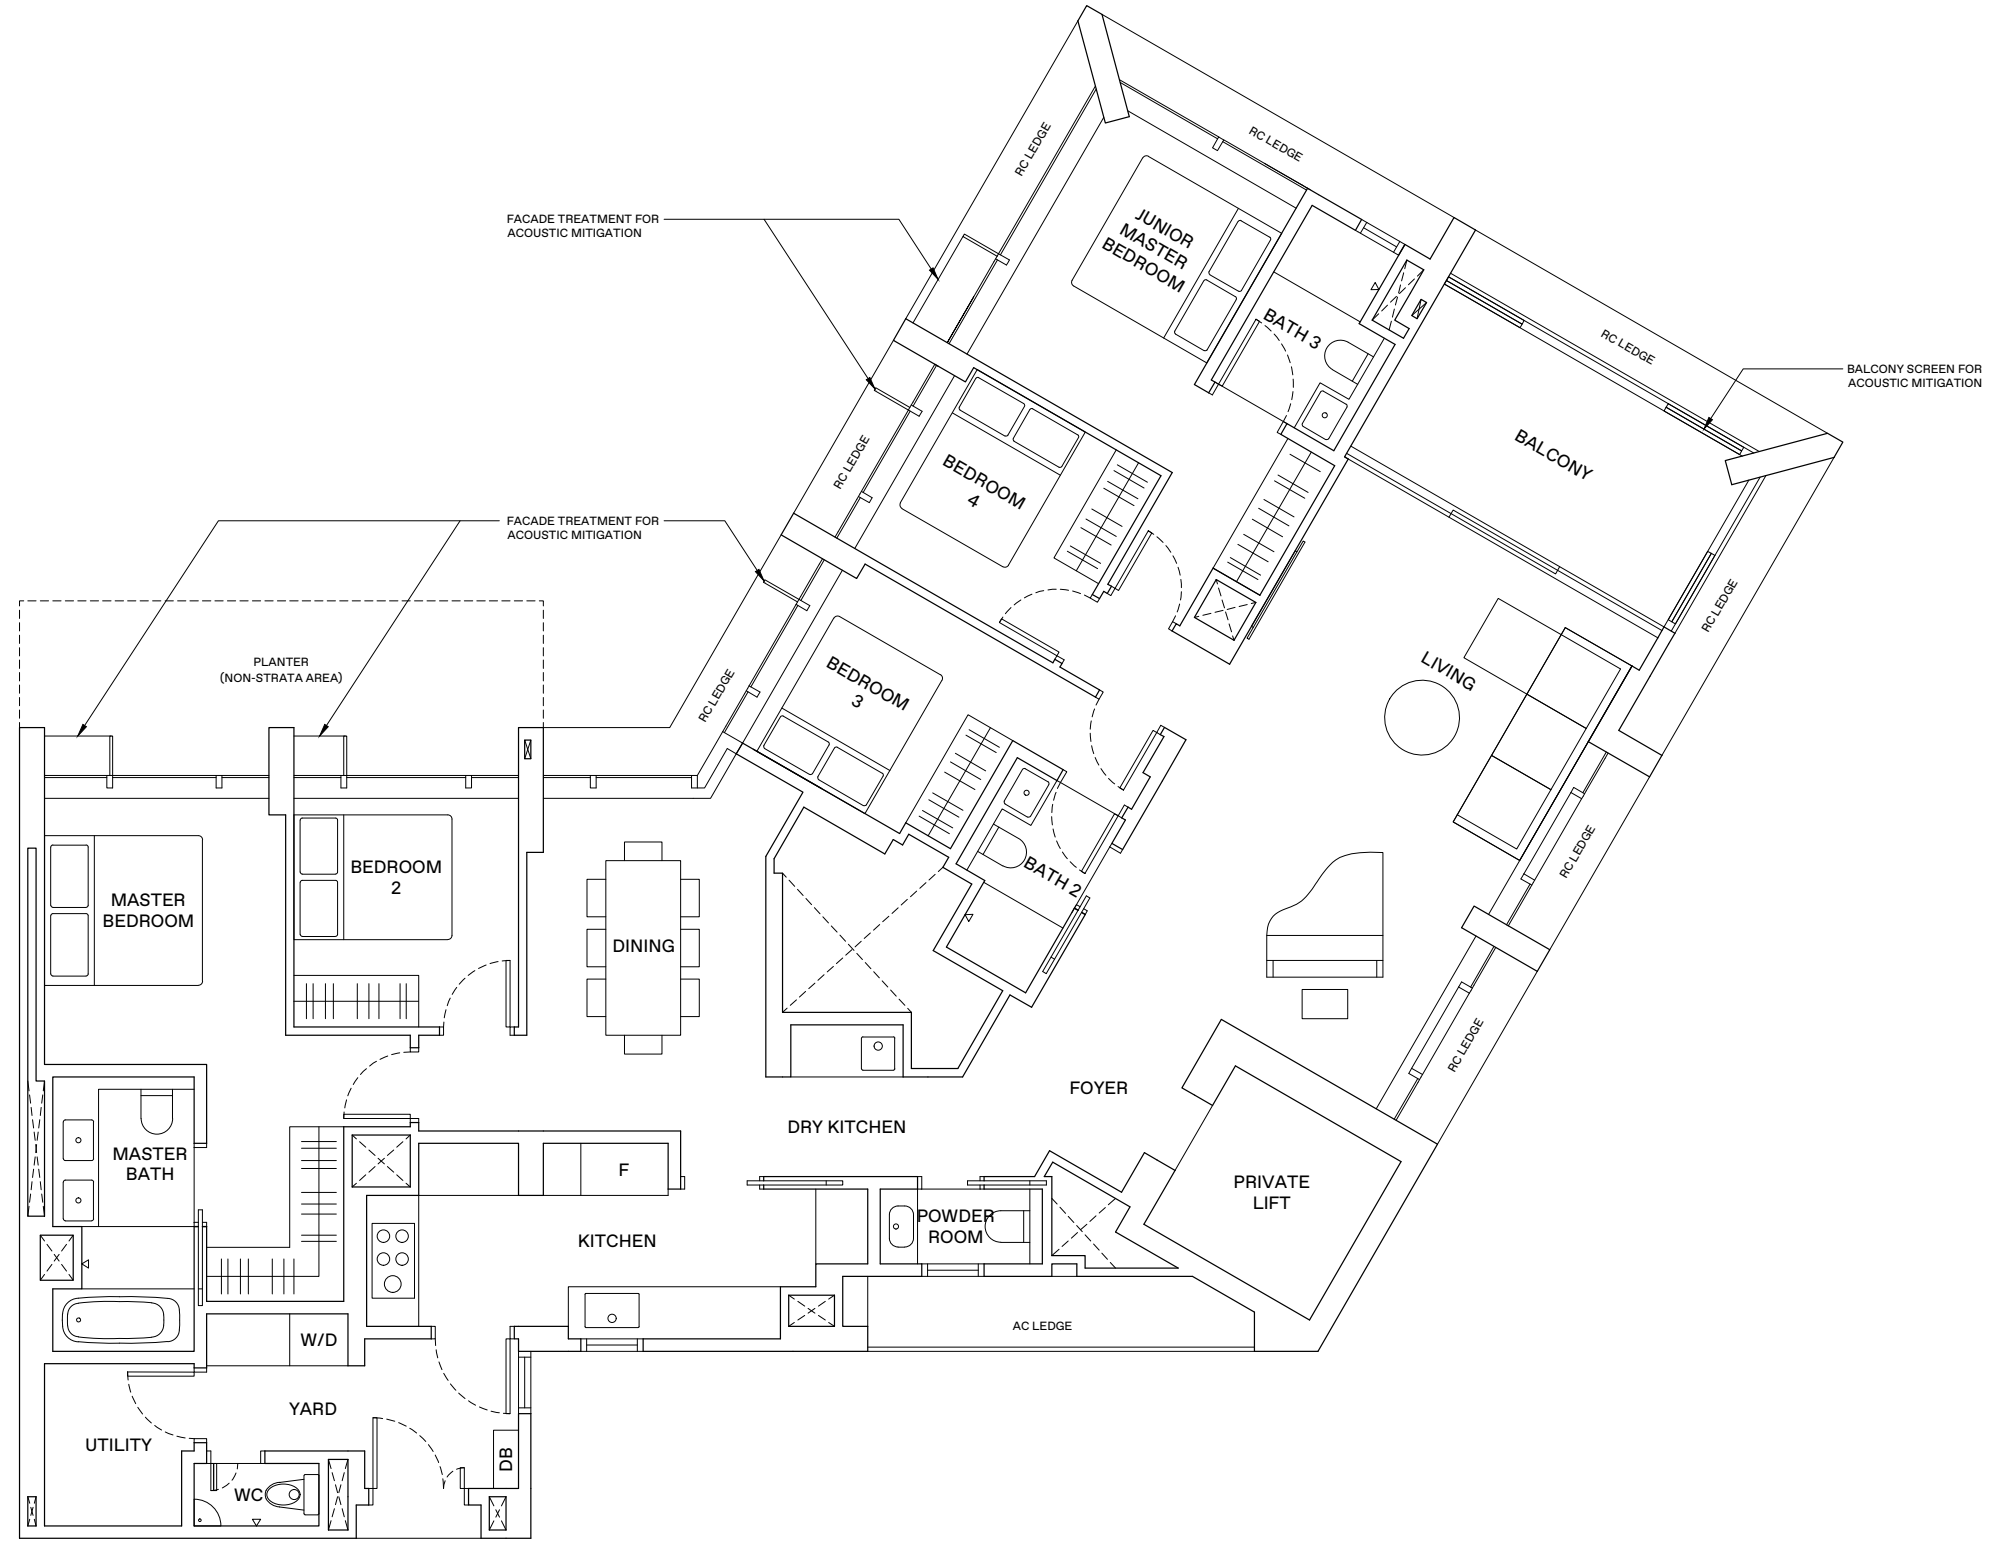 RC LEDGE
RC LEDGE
FACADE TREATMENT FOR
ACOUSTIC MITIGATION
JUNIOR
MASTER
BEDROOM
BATH 3
RC LEDGE
BALCONY SCREEN FOR
ACOUSTIC MITIGATION
BALCONY
RC LEDGE
BEDROOM
4
FACADE TREATMENT FOR
ACOUSTIC MITIGATION
RC LEDGE
PLANTER
(NON-STRATA AREA)
RC LEDGE
BEDROOM
3
LIVING
RC LEDGE
BATH 2
MASTER
BEDROOM
BEDROOM
2
DINING
RC LEDGE
FOYER
DRY KITCHEN
MASTER
BATH
F
KITCHEN
POWDER
ROOM
PRIVATE
LIFT
AC LEDGE
W/D
YARD
UTILITY
DB
WC